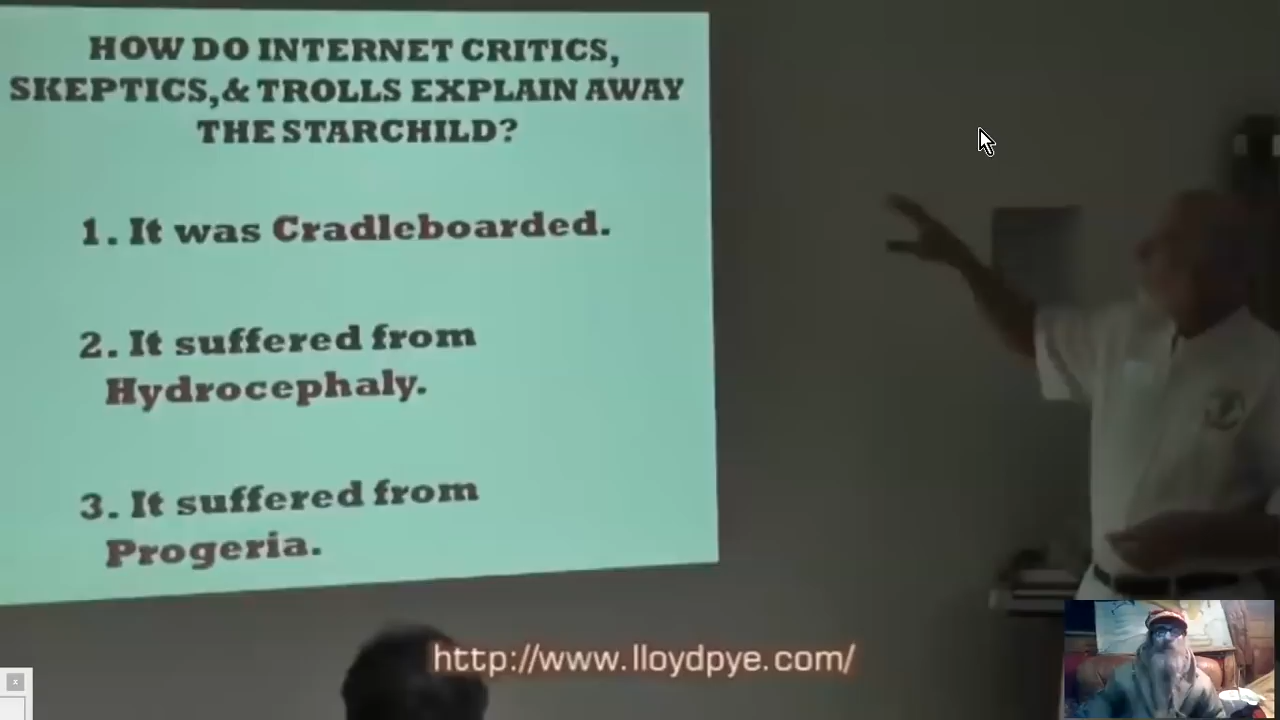 HOW DO INTERNET CRITICS,
SKEPTICS,& TROLLS EXPLAIN AWAY
THE STARCHILD?
1. It was Cradleboarded.
2. It suffered from
Hydrocephaly.
3. It suffered from
Progeria.
http://www.lloydpye.com/
x